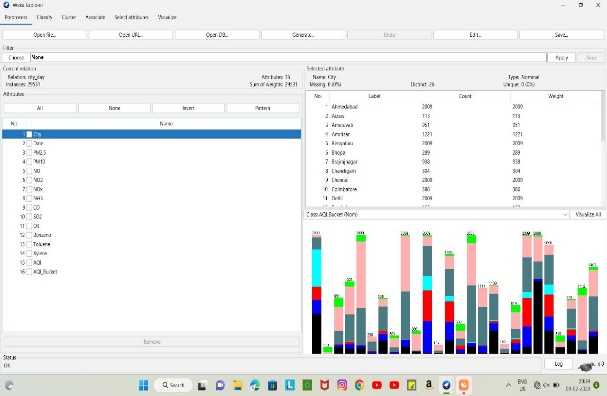 Weka Explorer
Preprocess Classify Cluster Associate Select attributes Visualize
Open file... Open URL... Open DB... Generate... Undo Edit... Save...
Filter
Choose None Apply Stop
Current relation
Relation: city_day Attributes: 16
Instances: 29531 Sum of weights: 29531
Attributes
All None Invert Pattern
No. Name
1 City
2 Date
3 PM2.5
4 PM10
5 NO
6 NO2
7 NOx
8 NH3
9 CO
10 SO2
11 O3
12 Benzene
13 Toluene
14 Xylene
15 AQI
16 AQI_Bucket
Remove
Selected attribute
Name: City Type: Nominal
Missing: 0 (0%) Distinct: 26 Unique: 0 (0%)
No. Label Count Weight
1 Ahmedabad 2009 2009
2 Aizawl 113 113
3 Amaravati 951 951
4 Amritsar 1221 1221
5 Bengaluru 2009 2009
6 Bhopal 289 289
7 Brajrajnagar 938 938
8 Chandigarh 304 304
9 Chennai 2009 2009
10 Coimbatore 386 386
11 Delhi 2009 2009
Class: AQI_Bucket (Nom) Visualize All
Status
OK
Log x 0
Search
ENG
US
20:34